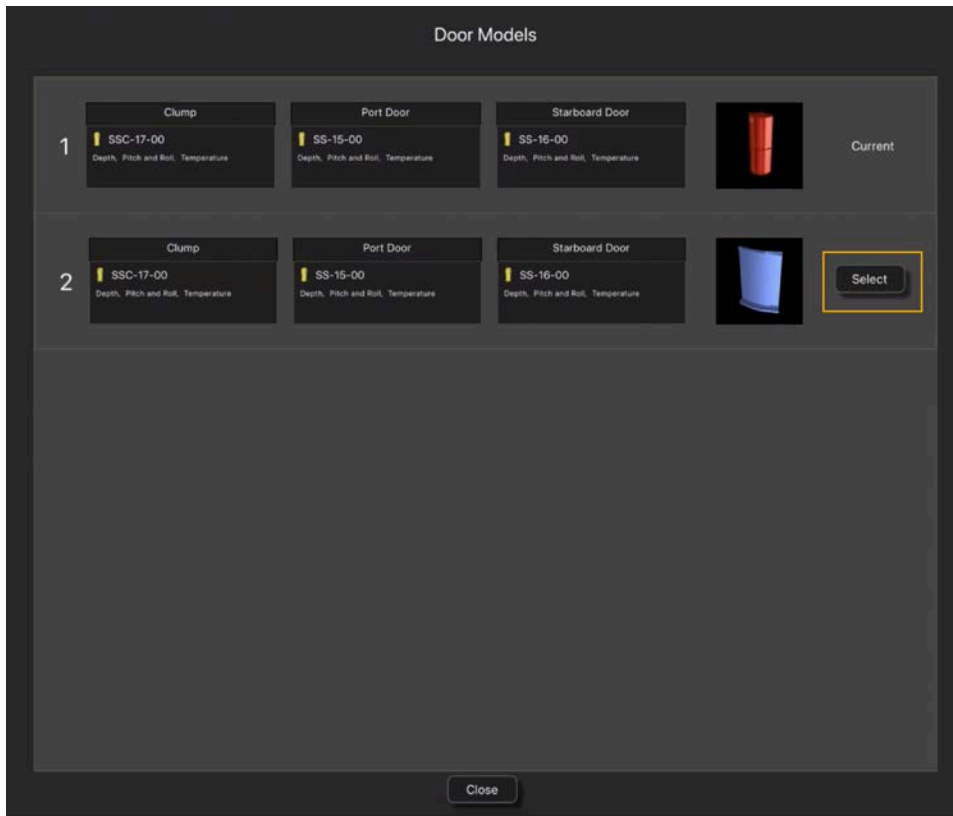 Door Models
Clump
Port Door
Starboard Door
1
SSC-17-00
SS-15-00
SS-16-00
Current
Depth, Pitch and Roll, Temperature
Depth, Pitch and Roll, Temperature
Depth, Pitch and Roll, Temperature
Clump
Port Door
Starboard Door
2
SSC-17-00
SS-15-00
SS-16-00
Select
Depth, Pitch and Roll, Temperature
Depth, Pitch and Roll, Temperature
Depth, Pitch and Roll, Temperature
Close